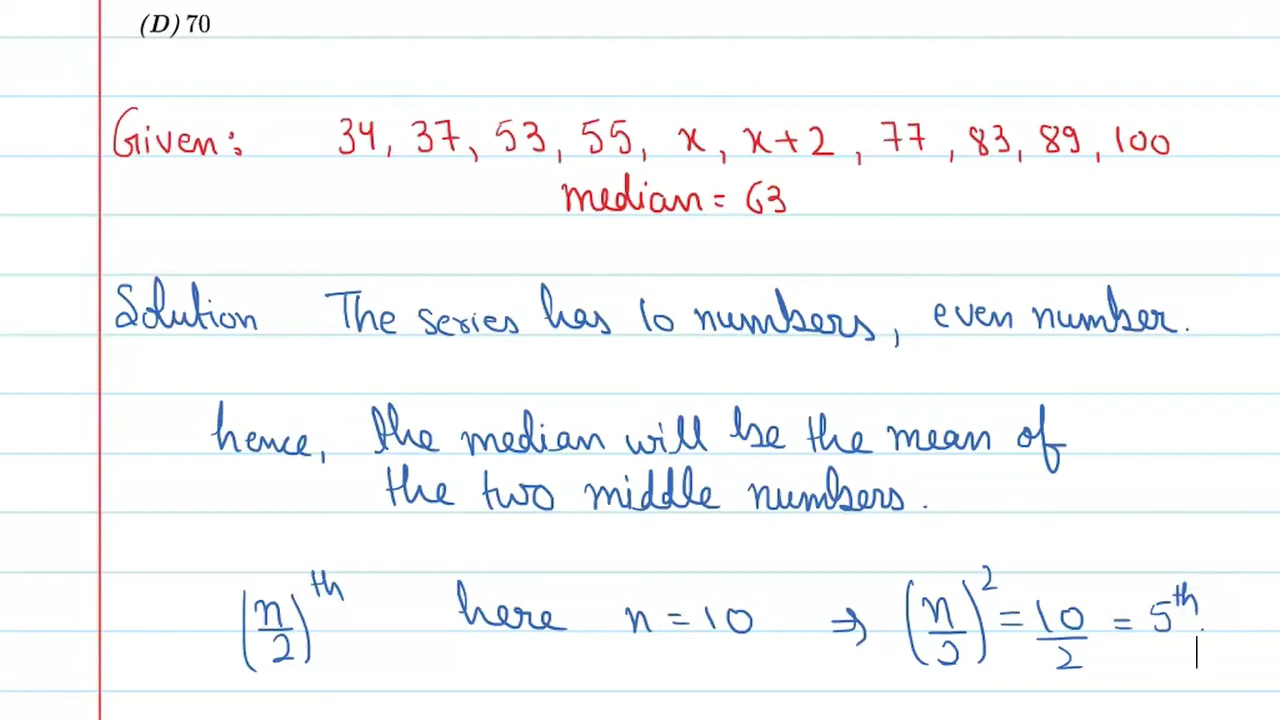 (D) 70
Given: 34, 37, 53, 55, x, x+2, 77, 83, 89, 100
median = 63
Solution The series has 10 numbers, even number.
hence, the median will be the mean of
the two middle numbers.
(n/2)^th here n = 10 ⇒ (n/2)^2 = 10/2 = 5^th.